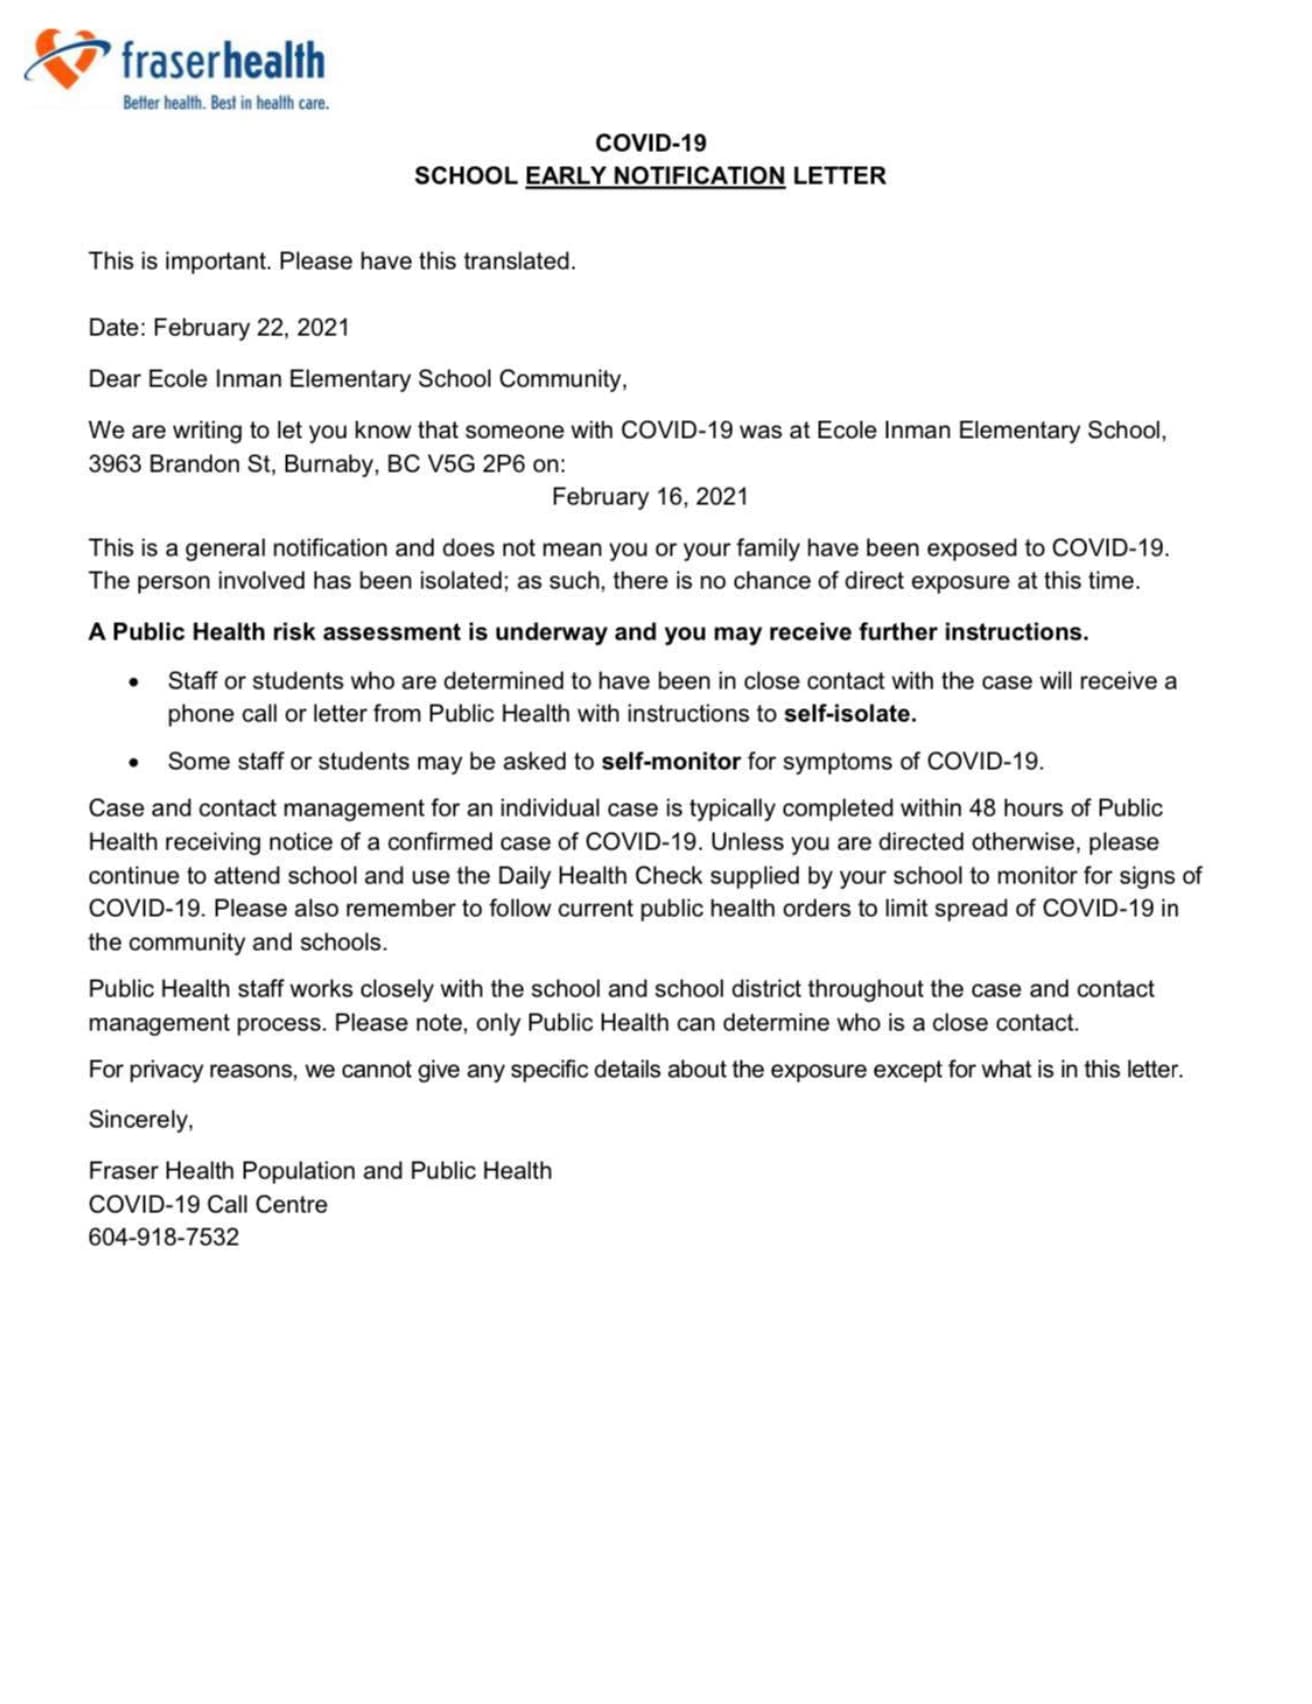 fraserhealth
Better health. Best in health care.
COVID-19
SCHOOL EARLY NOTIFICATION LETTER
This is important. Please have this translated.
Date: February 22, 2021
Dear Ecole Inman Elementary School Community,
We are writing to let you know that someone with COVID-19 was at Ecole Inman Elementary School,
3963 Brandon St, Burnaby, BC V5G 2P6 on:
February 16, 2021
This is a general notification and does not mean you or your family have been exposed to COVID-19.
The person involved has been isolated; as such, there is no chance of direct exposure at this time.
A Public Health risk assessment is underway and you may receive further instructions.
• Staff or students who are determined to have been in close contact with the case will receive a
phone call or letter from Public Health with instructions to self-isolate.
• Some staff or students may be asked to self-monitor for symptoms of COVID-19.
Case and contact management for an individual case is typically completed within 48 hours of Public
Health receiving notice of a confirmed case of COVID-19. Unless you are directed otherwise, please
continue to attend school and use the Daily Health Check supplied by your school to monitor for signs of
COVID-19. Please also remember to follow current public health orders to limit spread of COVID-19 in
the community and schools.
Public Health staff works closely with the school and school district throughout the case and contact
management process. Please note, only Public Health can determine who is a close contact.
For privacy reasons, we cannot give any specific details about the exposure except for what is in this letter.
Sincerely,
Fraser Health Population and Public Health
COVID-19 Call Centre
604-918-7532